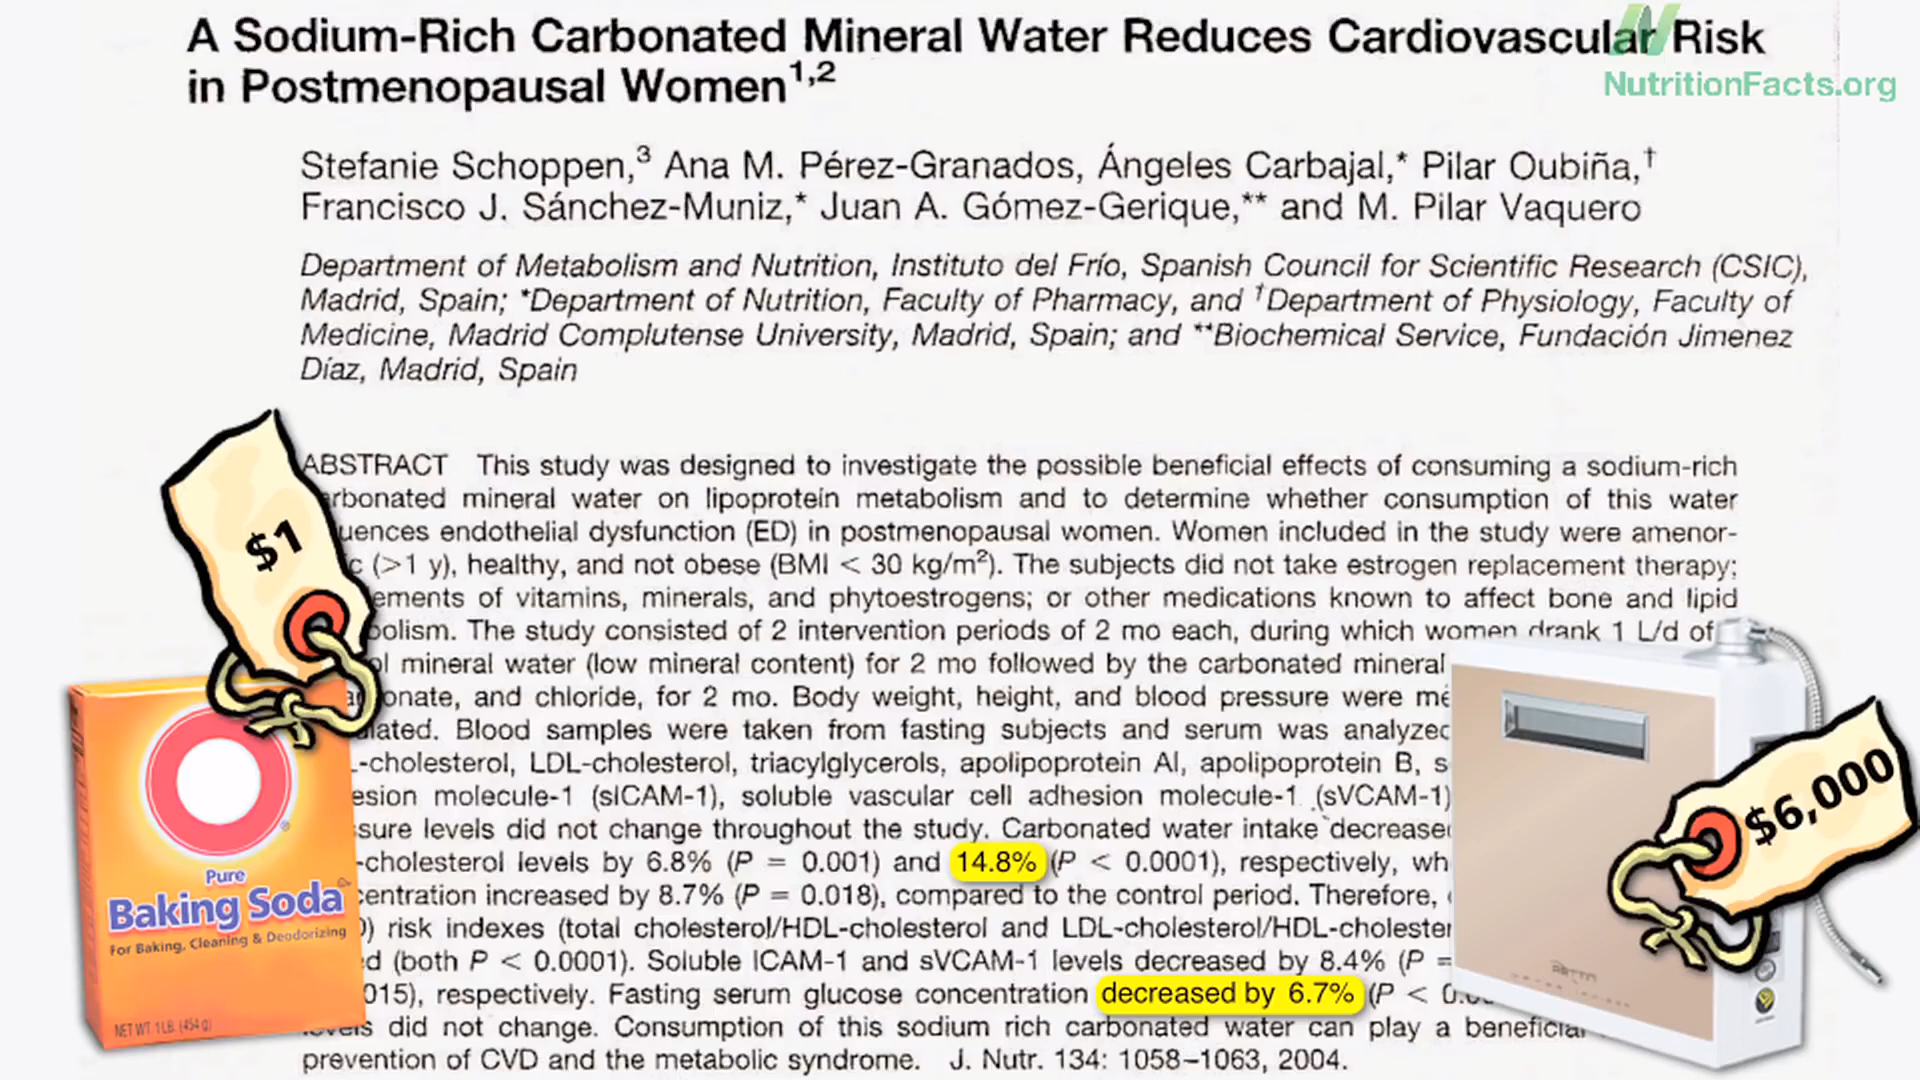 A Sodium-Rich Carbonated Mineral Water Reduces Cardiovascular Risk
in Postmenopausal Women1,2
NutritionFacts.org
Stefanie Schoppen,3 Ana M. Pérez-Granados, Ángeles Carbajal,* Pilar Oubiña,†
Francisco J. Sánchez-Muniz,* Juan A. Gómez-Gerique,** and M. Pilar Vaquero
Department of Metabolism and Nutrition, Instituto del Frío, Spanish Council for Scientific Research (CSIC),
Madrid, Spain; *Department of Nutrition, Faculty of Pharmacy, and †Department of Physiology, Faculty of
Medicine, Madrid Complutense University, Madrid, Spain; and **Biochemical Service, Fundación Jimenez
Díaz, Madrid, Spain
ABSTRACT This study was designed to investigate the possible beneficial effects of consuming a sodium-rich
rbonated mineral water on lipoprotein metabolism and to determine whether consumption of this water
uences endothelial dysfunction (ED) in postmenopausal women. Women included in the study were amenor-
c (>1 y), healthy, and not obese (BMI < 30 kg/m2). The subjects did not take estrogen replacement therapy;
ements of vitamins, minerals, and phytoestrogens; or other medications known to affect bone and lipid
olism. The study consisted of 2 intervention periods of 2 mo each, during which women drank 1 L/d of
ol mineral water (low mineral content) for 2 mo followed by the carbonated mineral
onate, and chloride, for 2 mo. Body weight, height, and blood pressure were me
lated. Blood samples were taken from fasting subjects and serum was analyzed
-cholesterol, LDL-cholesterol, triacylglycerols, apolipoprotein AI, apolipoprotein B, s
esion molecule-1 (sICAM-1), soluble vascular cell adhesion molecule-1 (sVCAM-1)
sure levels did not change throughout the study. Carbonated water intake decrease
-cholesterol levels by 6.8% (P = 0.001) and 14.8% (P < 0.0001), respectively, wh
centration increased by 8.7% (P = 0.018), compared to the control period. Therefore,
) risk indexes (total cholesterol/HDL-cholesterol and LDL-cholesterol/HDL-cholester
d (both P < 0.0001). Soluble ICAM-1 and sVCAM-1 levels decreased by 8.4% (P =
015), respectively. Fasting serum glucose concentration decreased by 6.7% (P < 0.
levels did not change. Consumption of this sodium rich carbonated water can play a beneficial
prevention of CVD and the metabolic syndrome. J. Nutr. 134: 1058–1063, 2004.
$1
Pure
Baking Soda
For Baking, Cleaning & Deodorizing
NET WT 1LB. (454 g)
$6,000